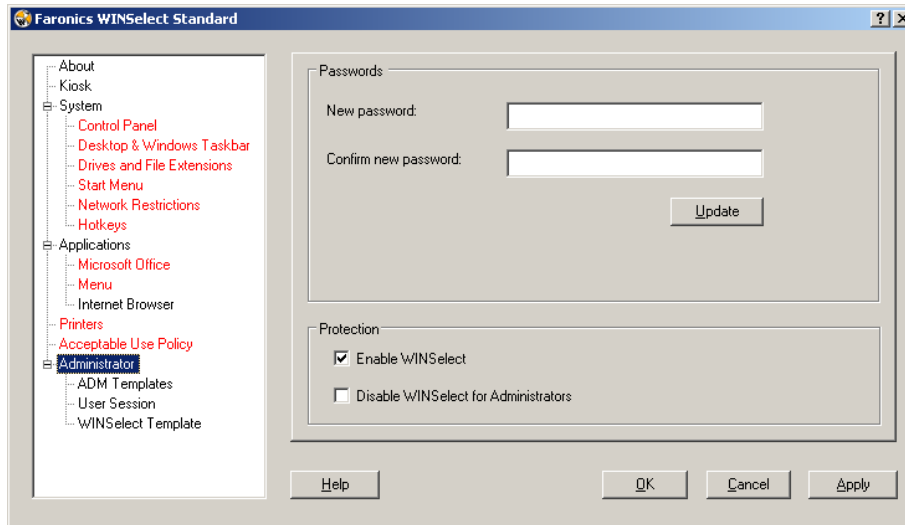 Faronics WINSelect Standard
About
Kiosk
System
Control Panel
Desktop & Windows Taskbar
Drives and File Extensions
Start Menu
Network Restrictions
Hotkeys
Applications
Microsoft Office
Menu
Internet Browser
Printers
Acceptable Use Policy
Administrator
ADM Templates
User Session
WINSelect Template
Passwords
New password:
Confirm new password:
Update
Protection
Enable WINSelect
Disable WINSelect for Administrators
Help
OK
Cancel
Apply